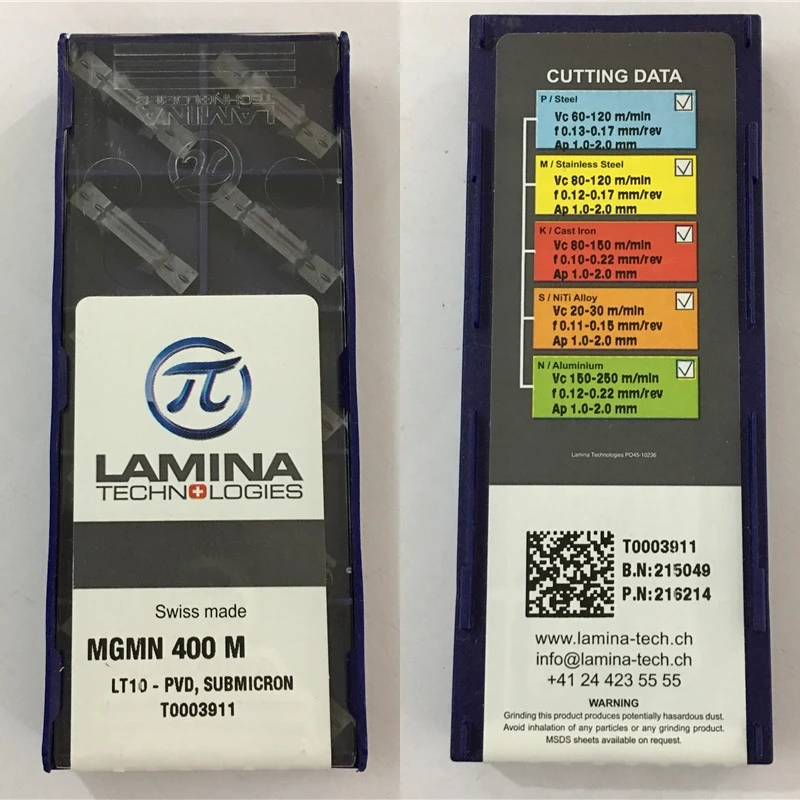 LAMINA
TECHNOLOGIES
π
LAMINA
TECHNOLOGIES
Swiss made
MGMN 400 M
LT10 - PVD, SUBMICRON
T0003911
CUTTING DATA
P / Steel
Vc 60-120 m/min
f 0.13-0.17 mm/rev
Ap 1.0-2.0 mm
M / Stainless Steel
Vc 80-120 m/min
f 0.12-0.17 mm/rev
Ap 1.0-2.0 mm
K / Cast Iron
Vc 80-150 m/min
f 0.10-0.22 mm/rev
Ap 1.0-2.0 mm
S / NiTi Alloy
Vc 20-30 m/min
f 0.11-0.15 mm/rev
Ap 1.0-2.0 mm
N / Aluminium
Vc 150-250 m/min
f 0.12-0.22 mm/rev
Ap 1.0-2.0 mm
Lamina Technologies PO45-10236
T0003911
B.N:215049
P.N:216214
www.lamina-tech.ch
info@lamina-tech.ch
+41 24 423 55 55
WARNING
Grinding this product produces potentially hasardous dust.
Avoid inhalation of any particles or any grinding product.
MSDS sheets available on request.